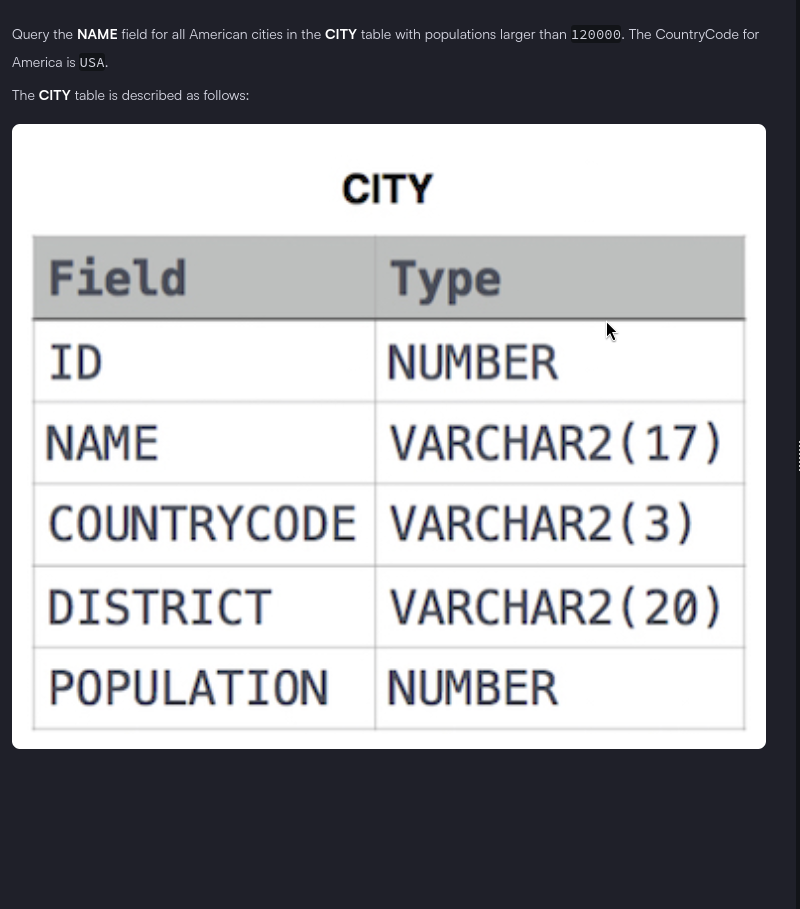 Query the NAME field for all American cities in the CITY table with populations larger than 120000. The CountryCode for
America is USA.
The CITY table is described as follows:
CITY
Field Type
ID NUMBER
NAME VARCHAR2(17)
COUNTRYCODE VARCHAR2(3)
DISTRICT VARCHAR2(20)
POPULATION NUMBER